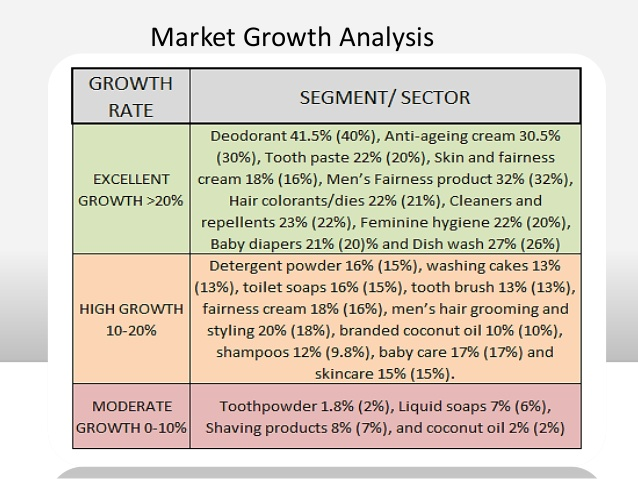 Market Growth Analysis
GROWTH
RATE
SEGMENT/ SECTOR
EXCELLENT
GROWTH >20%
Deodorant 41.5% (40%), Anti-ageing cream 30.5%
(30%), Tooth paste 22% (20%), Skin and fairness
cream 18% (16%), Men's Fairness product 32% (32%),
Hair colorants/dies 22% (21%), Cleaners and
repellents 23% (22%), Feminine hygiene 22% (20%),
Baby diapers 21% (20)% and Dish wash 27% (26%)
HIGH GROWTH
10-20%
Detergent powder 16% (15%), washing cakes 13%
(13%), toilet soaps 16% (15%), tooth brush 13% (13%),
fairness cream 18% (16%), men's hair grooming and
styling 20% (18%), branded coconut oil 10% (10%),
shampoos 12% (9.8%), baby care 17% (17%) and
skincare 15% (15%).
MODERATE
GROWTH 0-10%
Toothpowder 1.8% (2%), Liquid soaps 7% (6%),
Shaving products 8% (7%), and coconut oil 2% (2%)